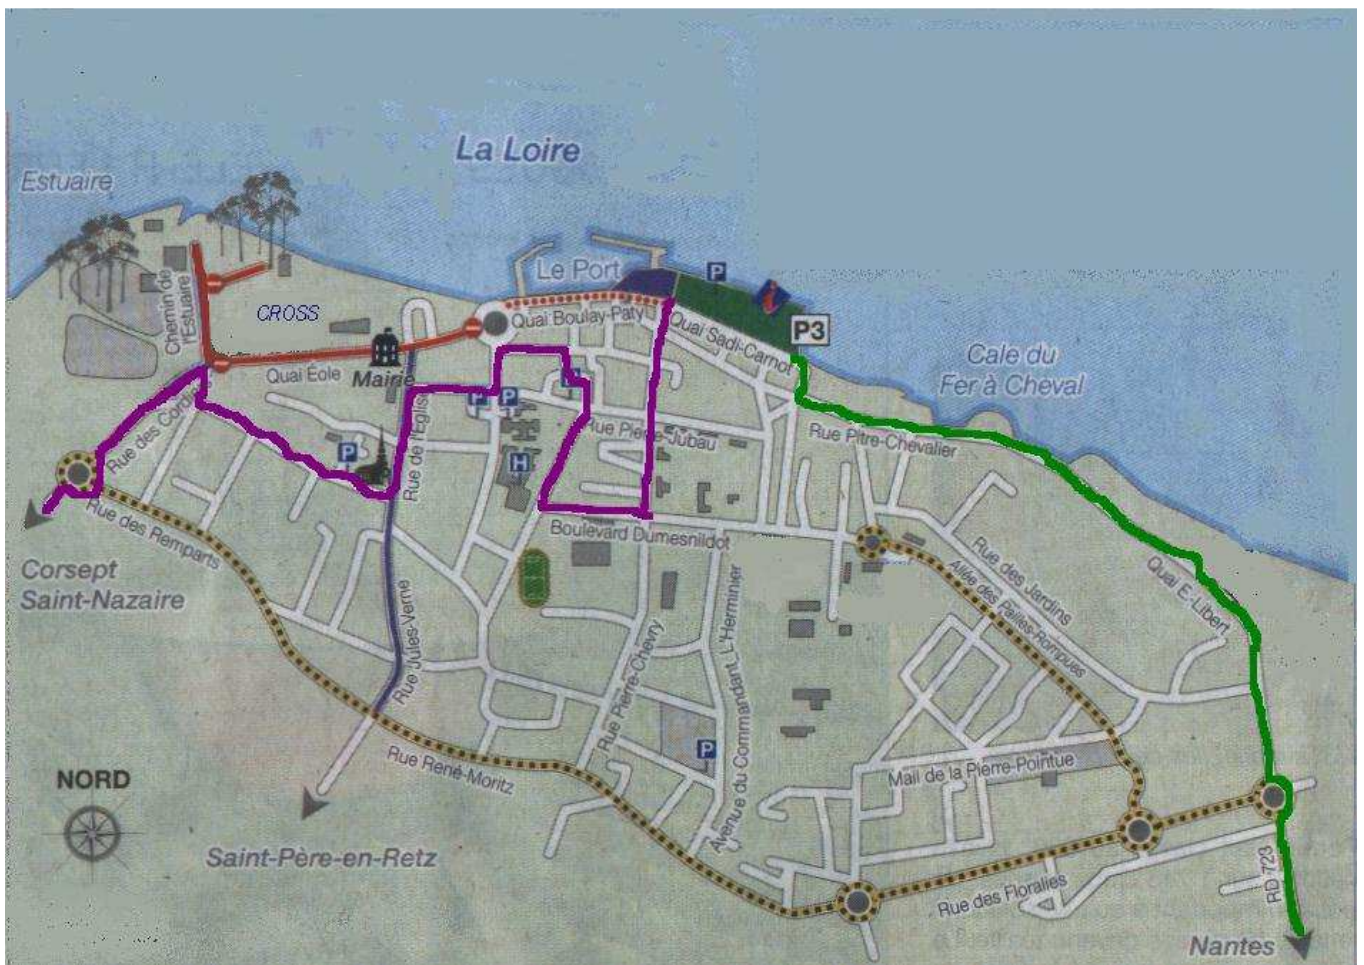 La Loire
Estuaire
Le Port
P
i
Chemin de
l'Estuaire
CROSS
Quai Boulay-Paty
Quai Sadi-Carnot
P3
Cale du
Fer à Cheval
Quai Éole
Mairie
Rue des Cordiers
Rue de l'Église
P
P
P
P
H
Rue Pierre-Jubau
Rue Pitre-Chevalier
Rue des Remparts
Boulevard Dumesnildot
Corsept
Saint-Nazaire
Rue des Jardins
Allée des Pailles-Rompues
Quai E-Libert
Rue Jules-Verne
Rue Pierre-Chevry
Avenue du Commandant L'Herminier
P
Rue René-Moritz
Mail de la Pierre-Pointue
NORD
Saint-Père-en-Retz
Rue des Floralies
RD 723
Nantes